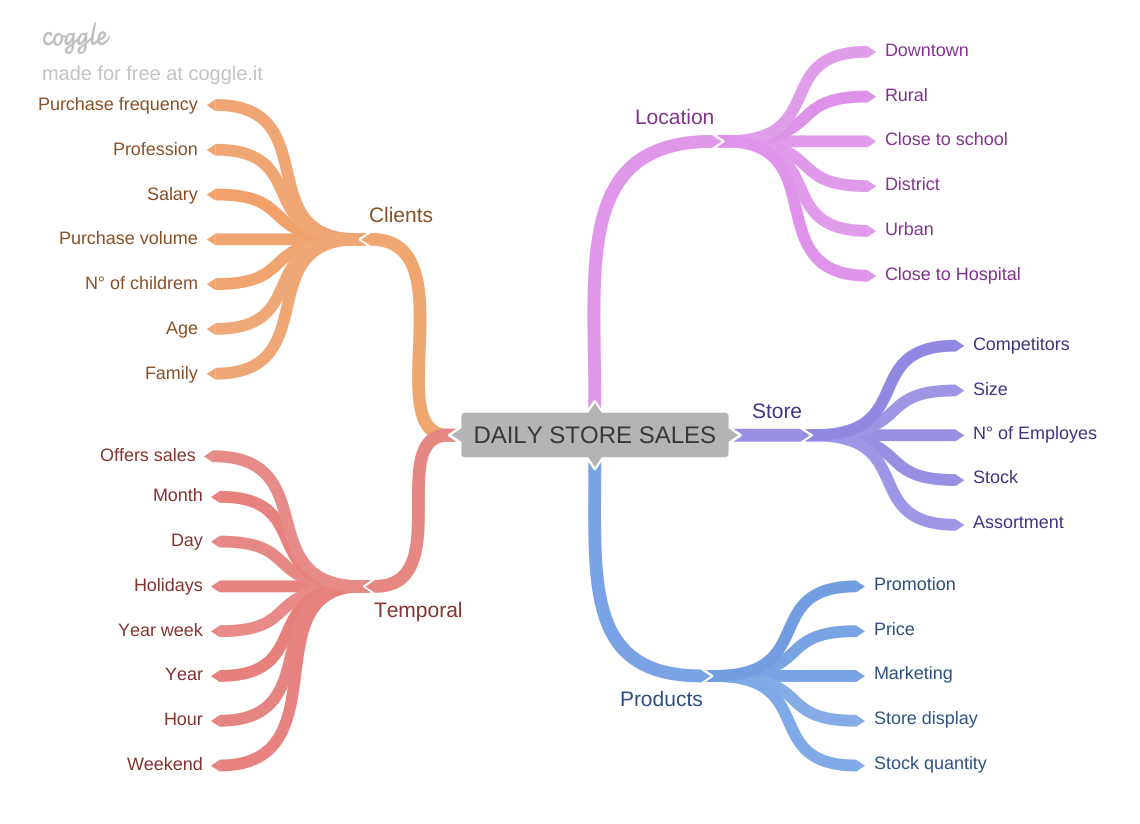 coggle
made for free at coggle.it
Purchase frequency
Profession
Salary
Purchase volume
N° of childrem
Age
Family
Clients
Offers sales
Month
Day
Holidays
Year week
Year
Hour
Weekend
Temporal
DAILY STORE SALES
Location
Downtown
Rural
Close to school
District
Urban
Close to Hospital
Store
Competitors
Size
N° of Employes
Stock
Assortment
Products
Promotion
Price
Marketing
Store display
Stock quantity